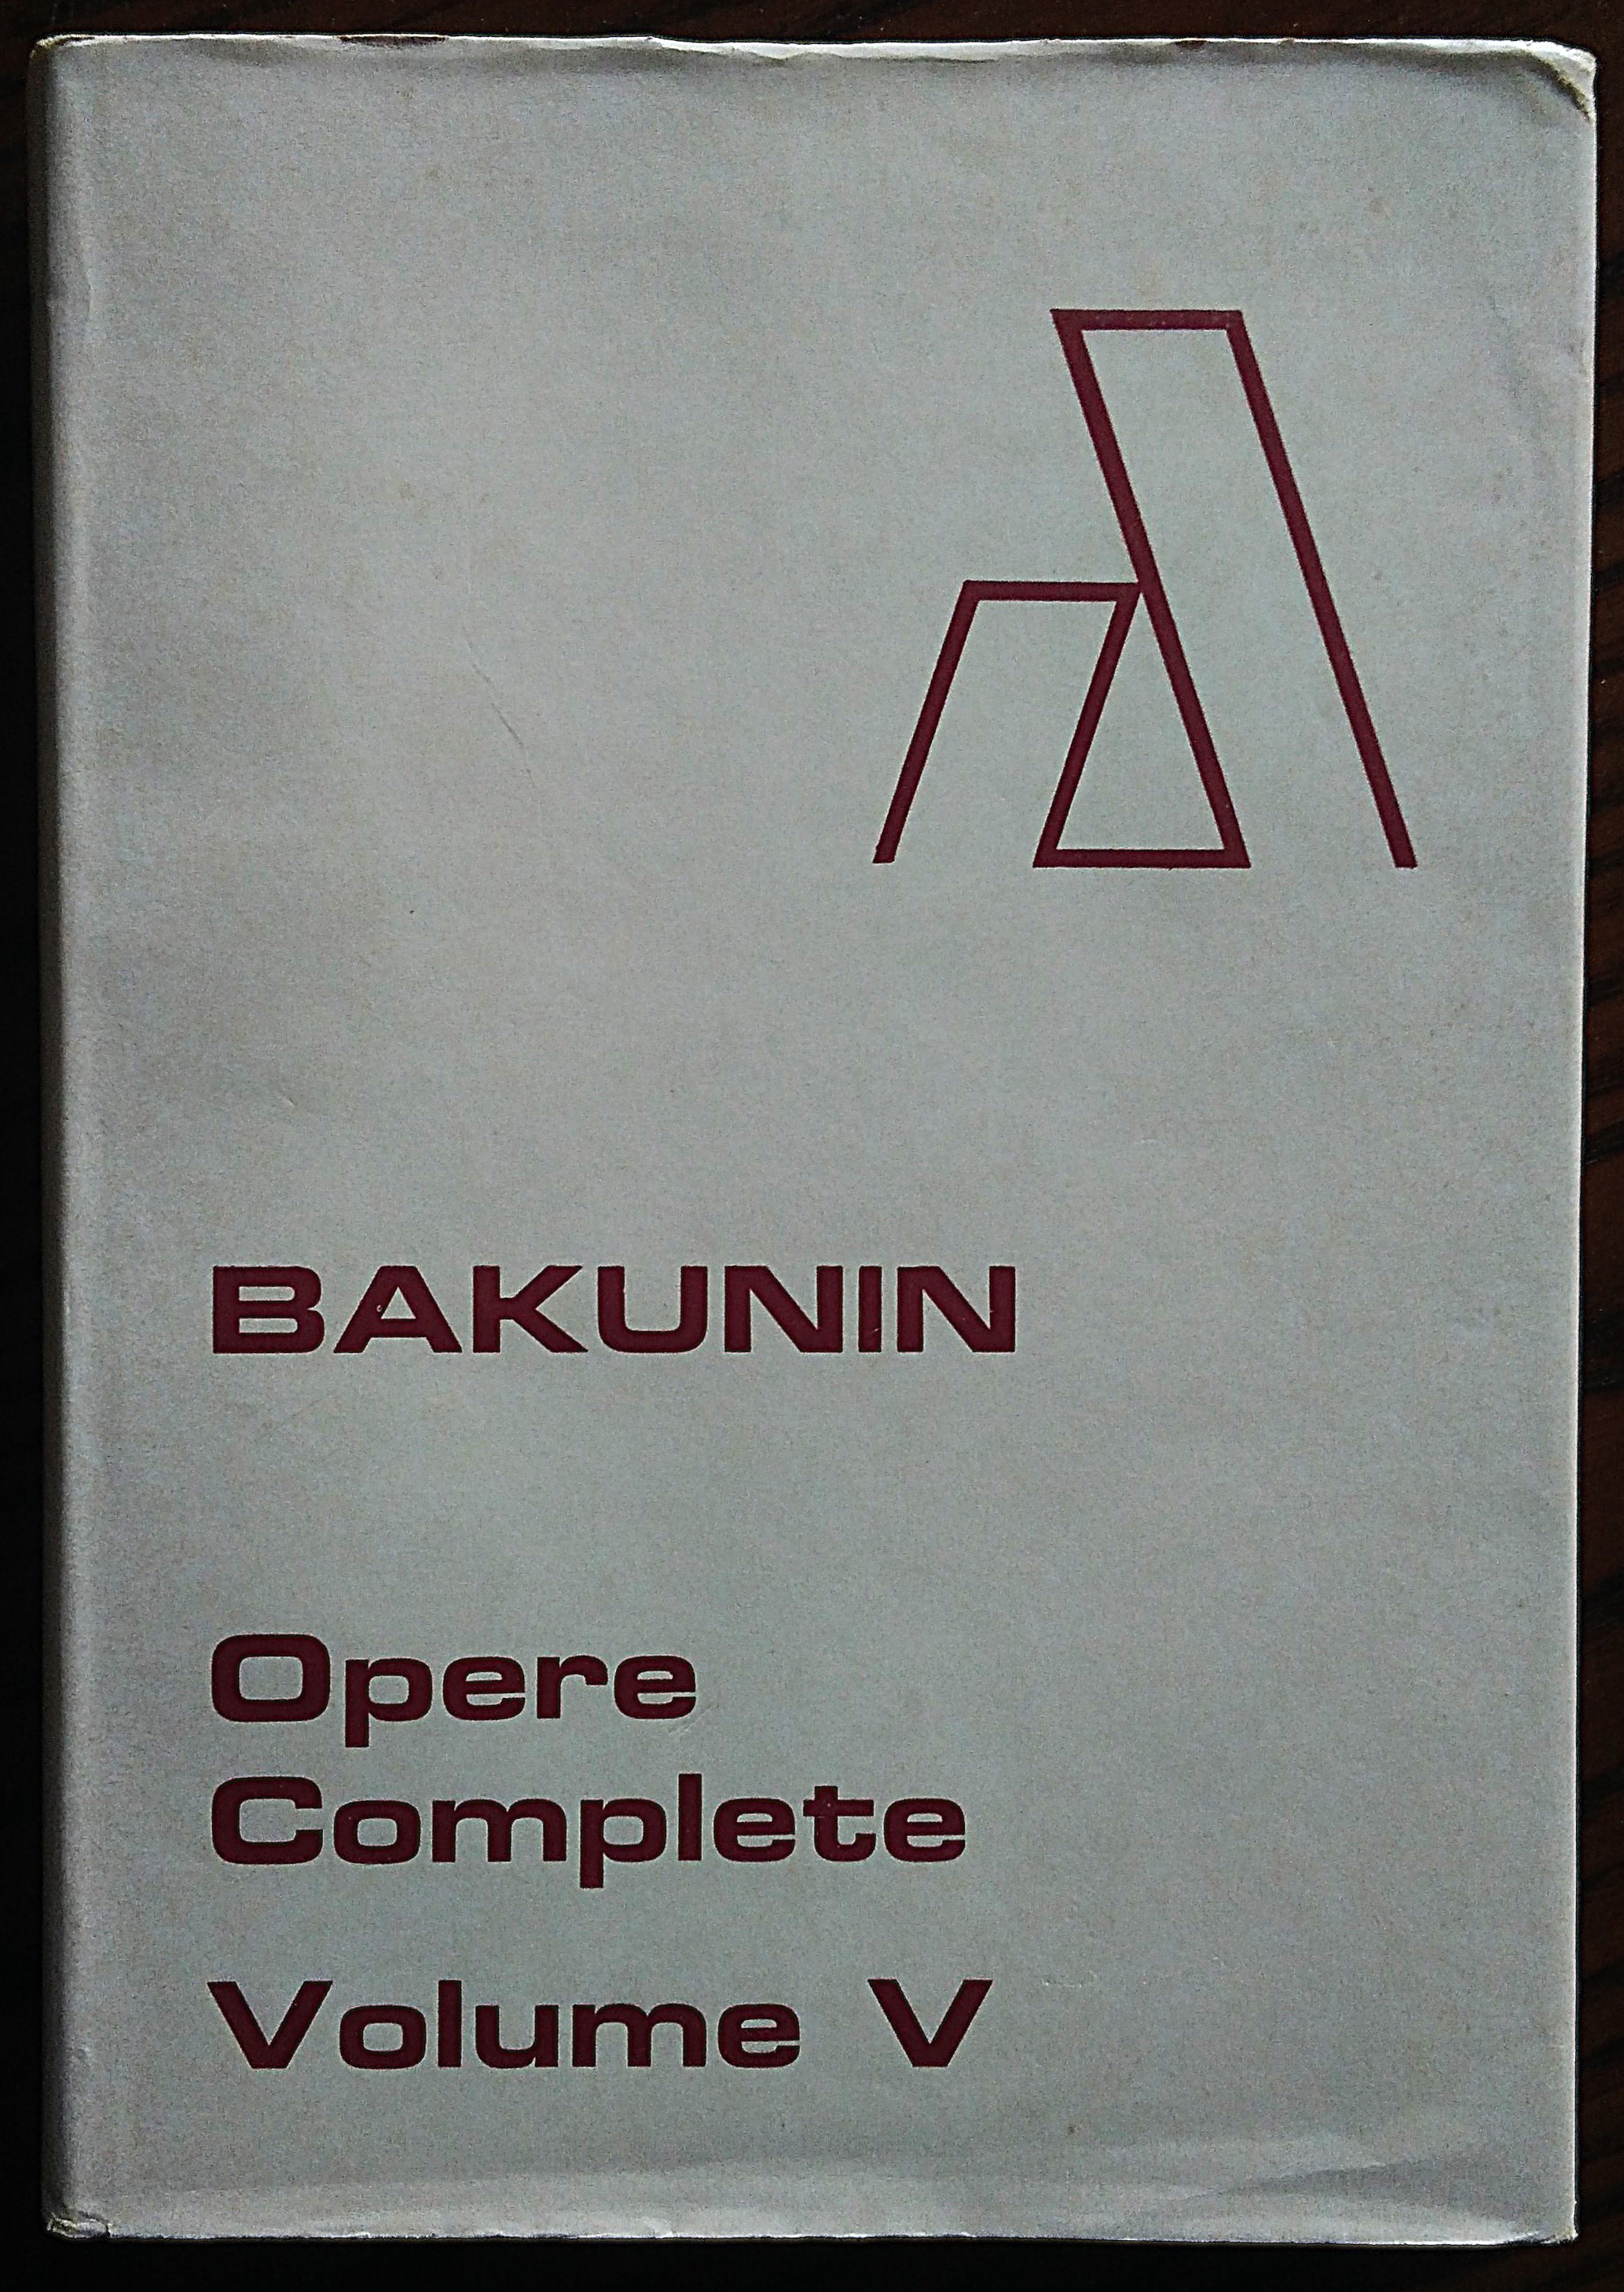 BAKUNIN
Opere
Complete
Volume V